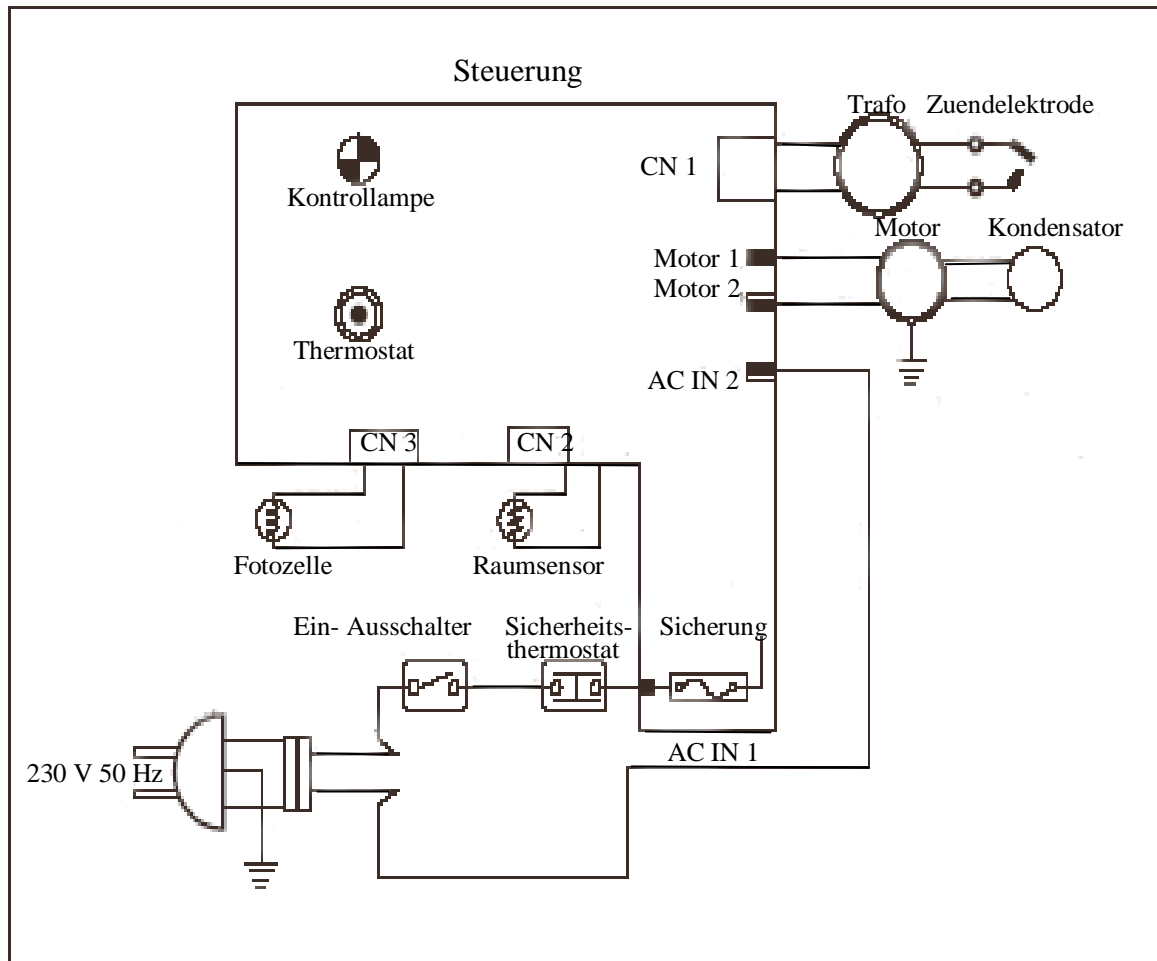 Steuerung
Trafo
Zuendelektrode
CN 1
Kontrollampe
Motor
Kondensator
Motor 1
Motor 2
Thermostat
AC IN 2
CN 3
CN 2
Fotozelle
Raumsensor
Ein- Ausschalter
Sicherheits-
thermostat
Sicherung
AC IN 1
230 V 50 Hz